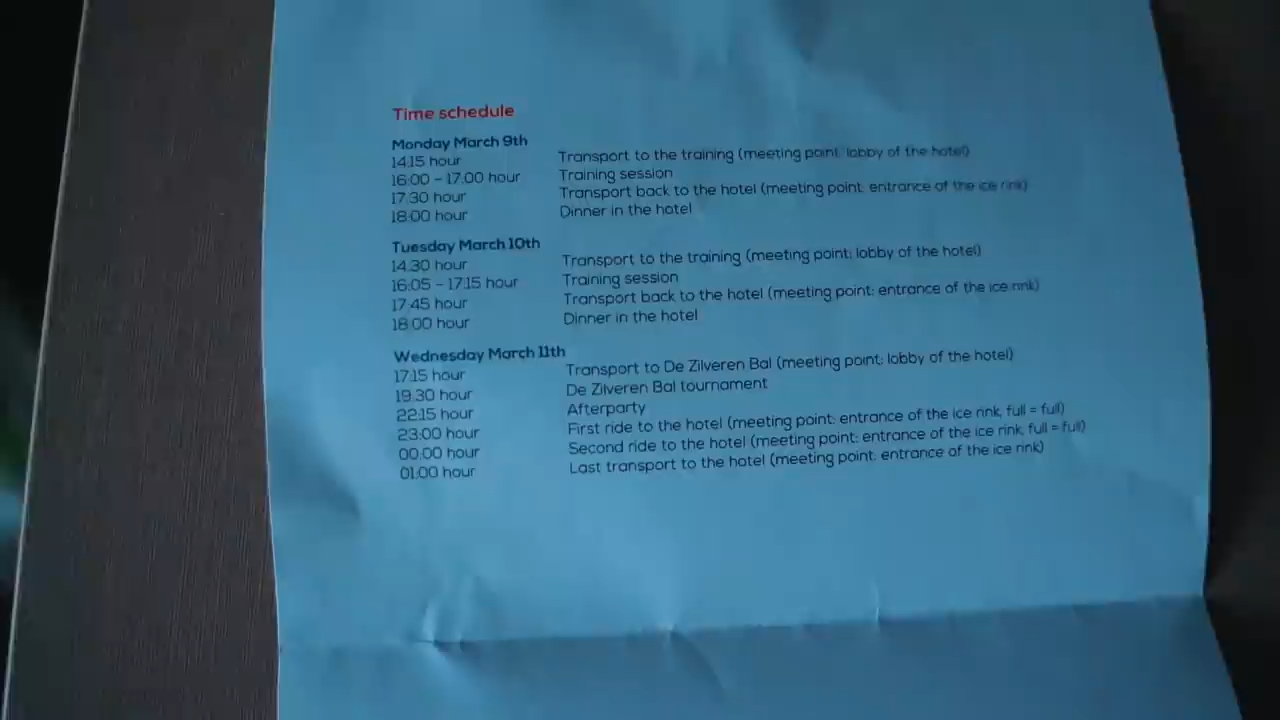 Time schedule
Monday March 9th
14.15 hour Transport to the training (meeting point: lobby of the hotel)
16:00 - 17.00 hour Training session
17.30 hour Transport back to the hotel (meeting point: entrance of the ice rink)
18:00 hour Dinner in the hotel
Tuesday March 10th
14.30 hour Transport to the training (meeting point: lobby of the hotel)
16:05 - 17.15 hour Training session
17.45 hour Transport back to the hotel (meeting point: entrance of the ice rink)
18:00 hour Dinner in the hotel
Wednesday March 11th
17.15 hour Transport to De Zilveren Bal (meeting point: lobby of the hotel)
19.30 hour De Zilveren Bal tournament
22.15 hour Afterparty
23:00 hour First ride to the hotel (meeting point: entrance of the ice rink, full = full)
00:00 hour Second ride to the hotel (meeting point: entrance of the ice rink, full = full)
01:00 hour Last transport to the hotel (meeting point: entrance of the ice rink)